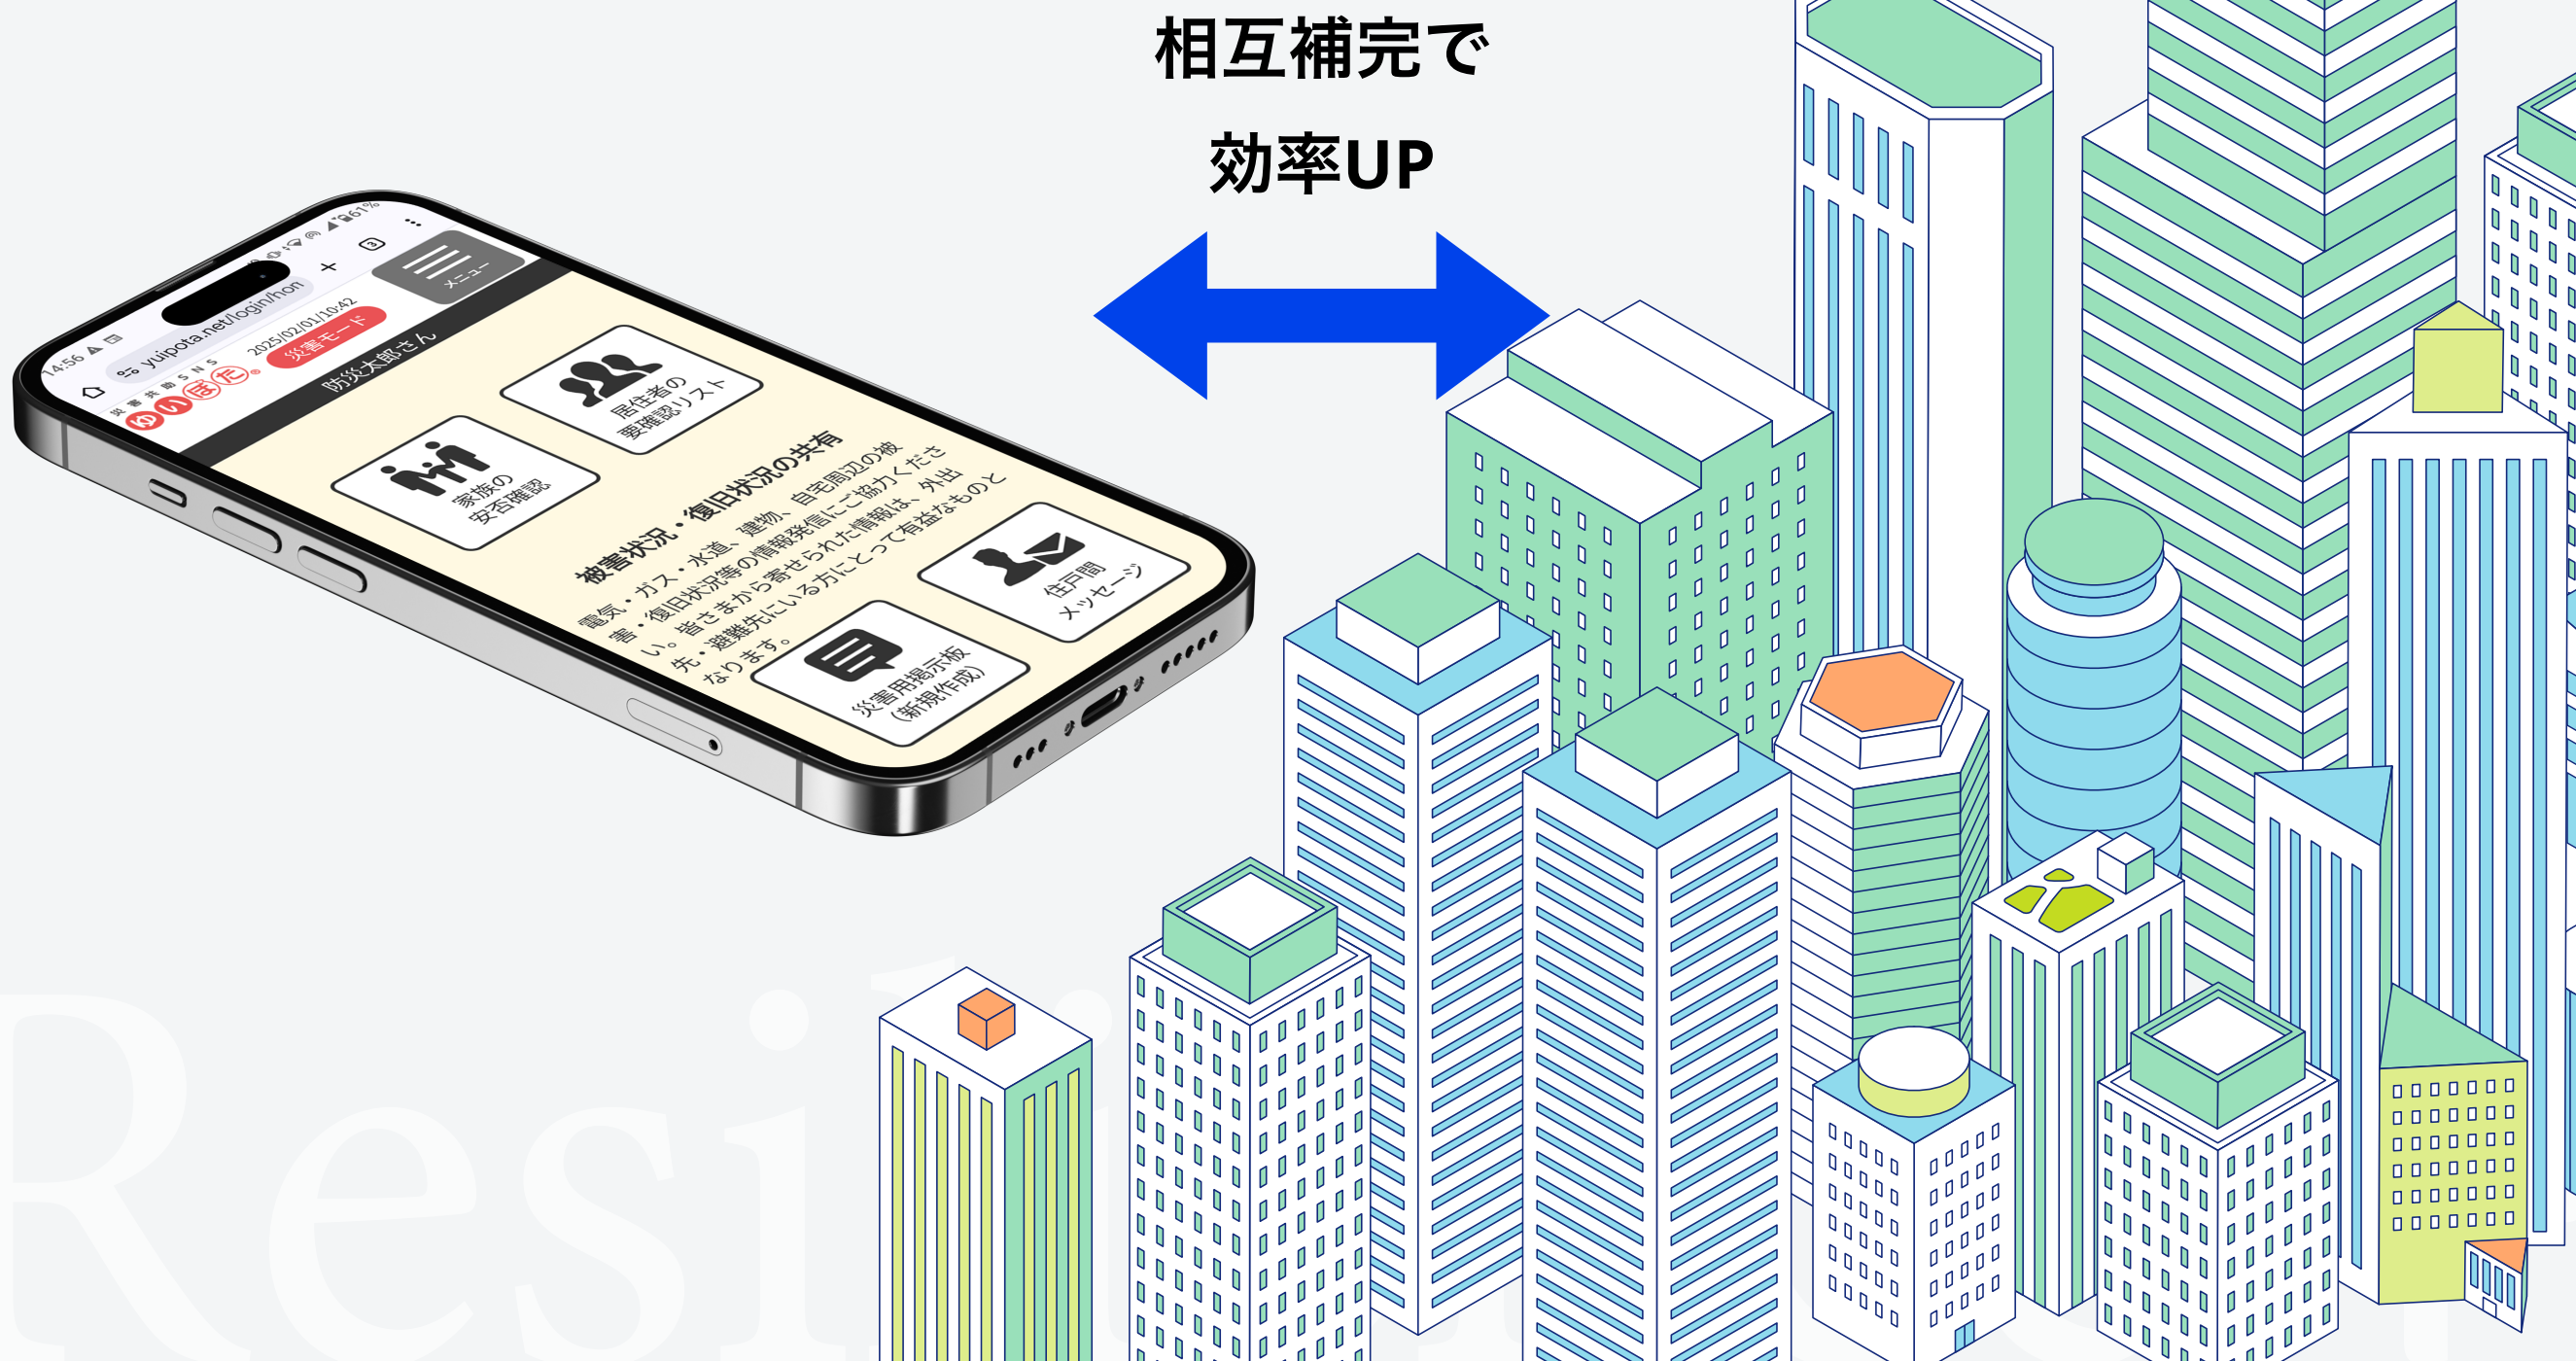 相互補完で
効率UP
14:56
61%
yuipota.net/login/hon
3
災害共助SNS
ゆいぽた®
2025/02/01/10:42
災害モード
メニュー
防災太郎さん
家族の
安否確認
居住者の
要確認リスト
被害状況・復旧状況の共有
電気・ガス・水道、建物、自宅周辺の被
害・復旧状況等の情報発信にご協力くださ
い。皆さまから寄せられた情報は、外出
先・避難先にいる方にとって有益なものと
なります。
災害用掲示板
(新規作成)
住戸間
メッセージ
Resili